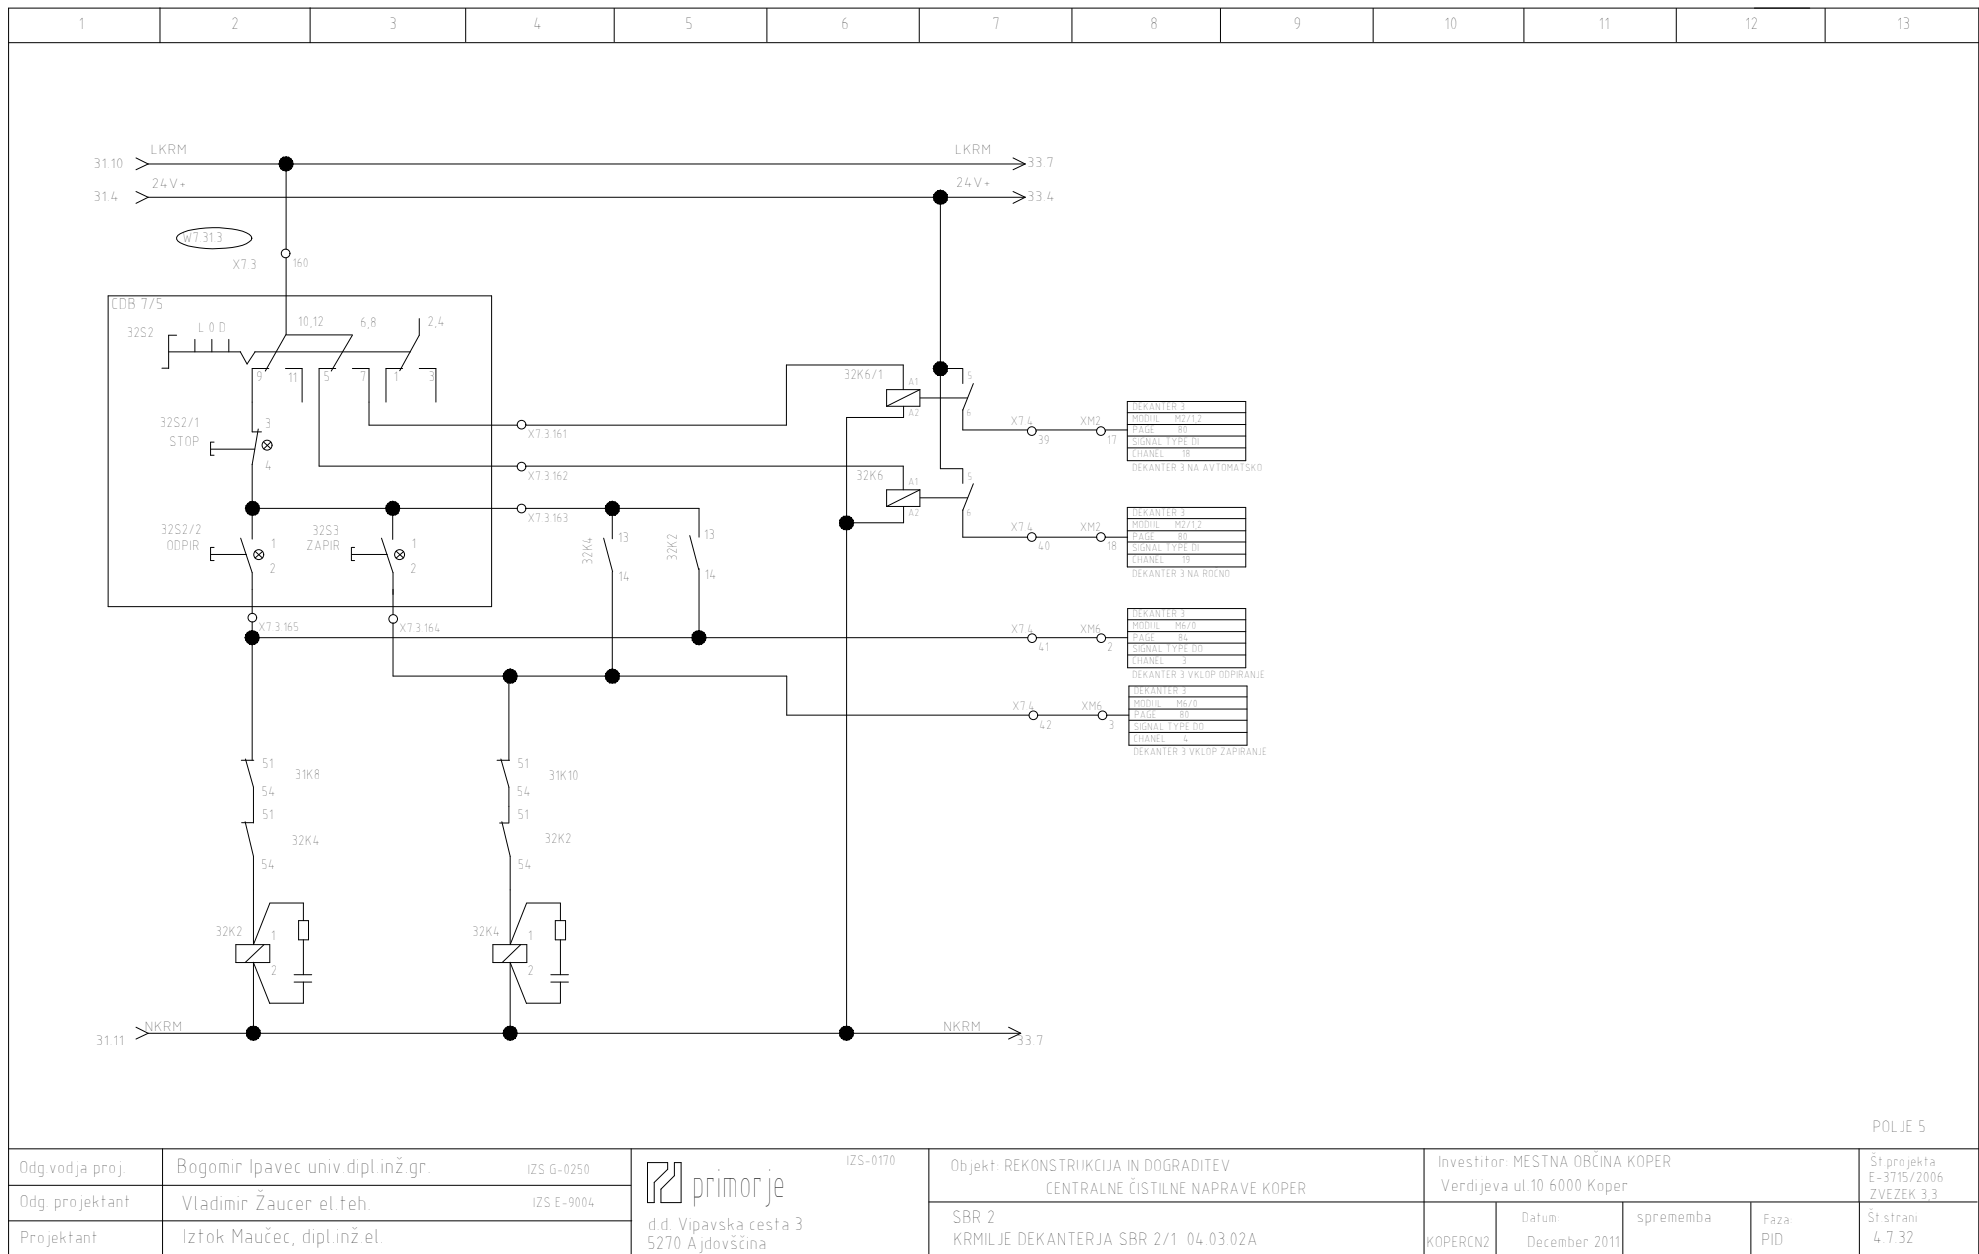 1 2 3 4 5 6 7 8 9 10 11 12 13
LKRM
LKRM
31.10
33.7
24V+
24V+
31.4
33.4
W7.313
X7.3
160
CDB 7/5
32S2
L 0 D
10,12
6,8
2,4
9
11
5
7
1
3
32S2/1
STOP
3
4
X7.3.161
X7.3.162
X7.3.163
32S2/2
ODPIR
1
2
32S3
ZAPIR
1
2
32K4
13
14
32K2
13
14
X7.3.165
X7.3.164
32K6/1
A1
A2
5
6
X7.4
39
XM2
17
DEKANTER 3
MODUL M2/1,2
PAGE 80
SIGNAL TYPE DI
CHANEL 18
DEKANTER 3 NA AVTOMATSKO
32K6
A1
A2
5
6
X7.4
40
XM2
18
DEKANTER 3
MODUL M2/1,2
PAGE 80
SIGNAL TYPE DI
CHANEL 19
DEKANTER 3 NA ROČNO
X7.4
41
XM6
2
DEKANTER 3
MODUL M6/0
PAGE 84
SIGNAL TYPE DO
CHANEL 3
DEKANTER 3 VKLOP ODPIRANJE
X7.4
42
XM6
3
DEKANTER 3
MODUL M6/0
PAGE 80
SIGNAL TYPE DO
CHANEL 4
DEKANTER 3 VKLOP ZAPIRANJE
51
31K8
54
51
32K4
54
51
31K10
54
51
32K2
54
32K2
1
2
32K4
1
2
NKRM
NKRM
31.11
33.7
POLJE 5
Odg.vodja proj.
Bogomir Ipavec univ.dipl.inž.gr.
IZS G-0250
Odg. projektant
Vladimir Žaucer el.teh.
IZS E-9004
Projektant
Iztok Maučec, dipl.inž.el.
IZS-0170
primorje
d.d. Vipavska cesta 3
5270 Ajdovščina
Objekt: REKONSTRUKCIJA IN DOGRADITEV
CENTRALNE ČISTILNE NAPRAVE KOPER
SBR 2
KRMILJE DEKANTERJA SBR 2/1 04.03.02A
Investitor: MESTNA OBČINA KOPER
Verdijeva ul.10 6000 Koper
KOPERCN2
Datum
December 2011
sprememba
Faza
PID
Št.projekta
E-3715/2006
ZVEZEK 3,3
Št.strani
4.7.32